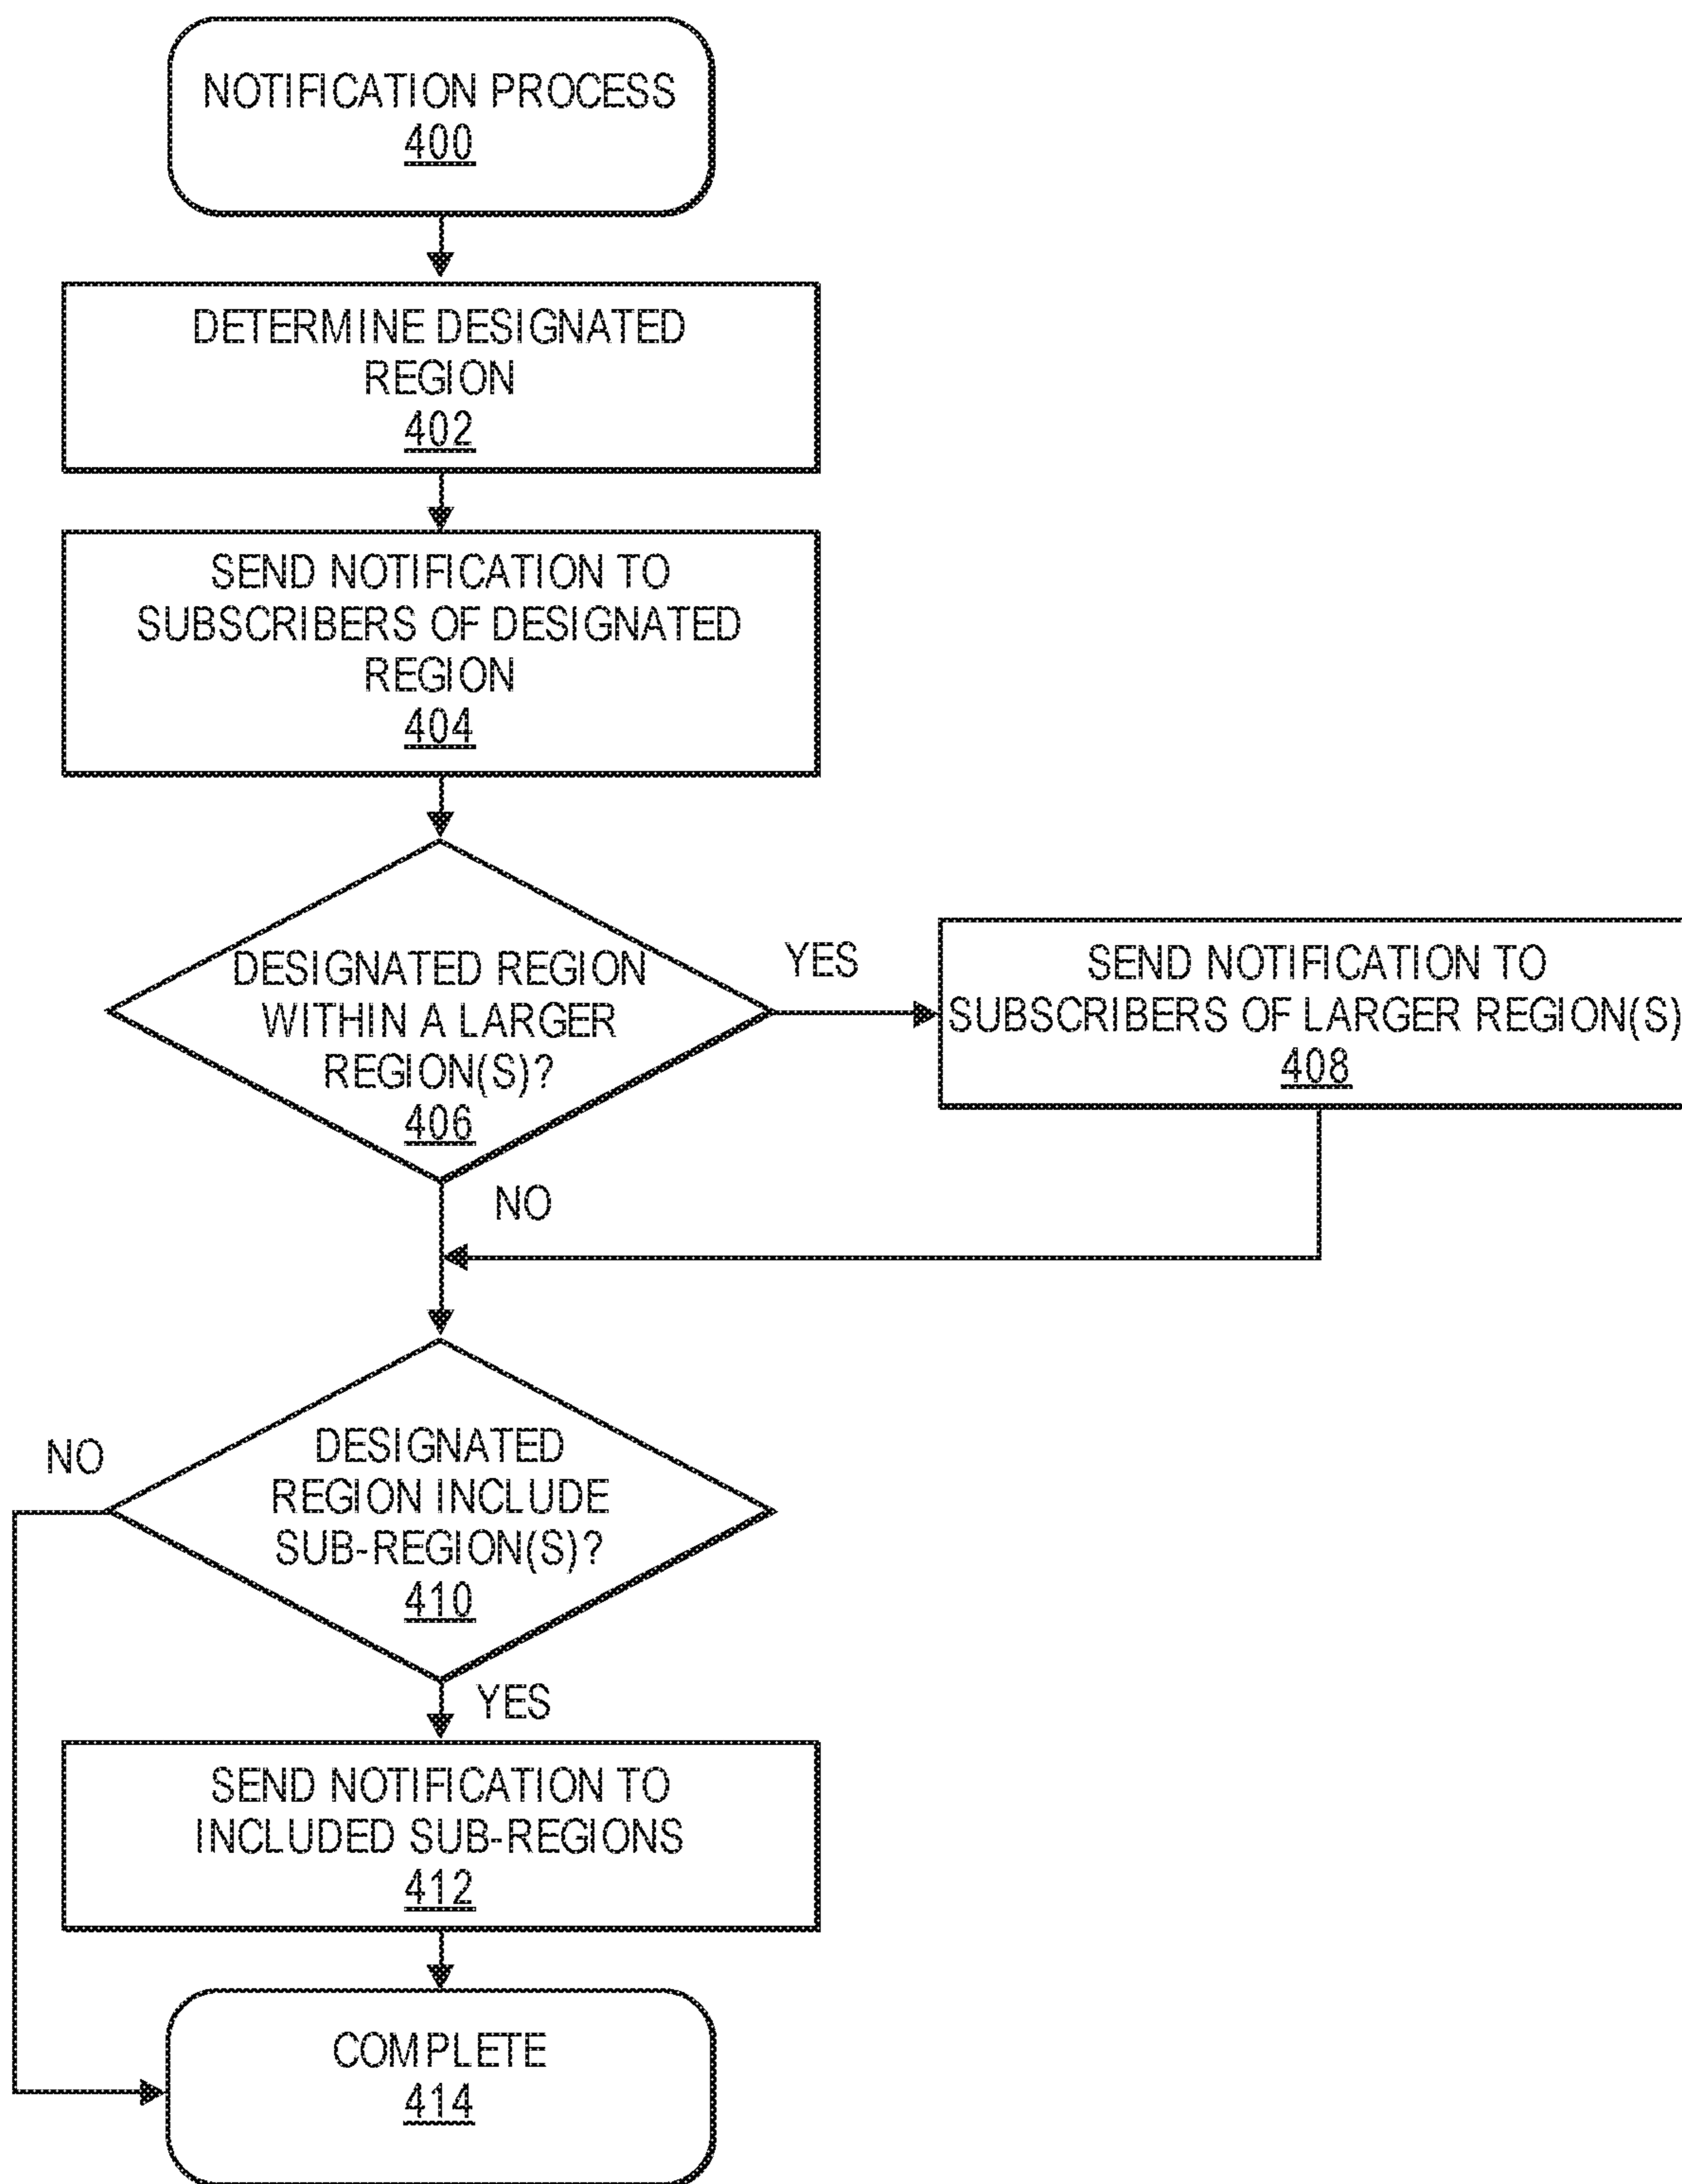 NOTIFICATION PROCESS
400
DETERMINE DESIGNATED
REGION
402
SEND NOTIFICATION TO
SUBSCRIBERS OF DESIGNATED
REGION
404
DESIGNATED REGION
WITHIN A LARGER
REGION(S)?
406
YES
SEND NOTIFICATION TO
SUBSCRIBERS OF LARGER REGION(S)
408
NO
DESIGNATED
REGION INCLUDE
SUB-REGION(S)?
410
NO
YES
SEND NOTIFICATION TO
INCLUDED SUB-REGIONS
412
COMPLETE
414